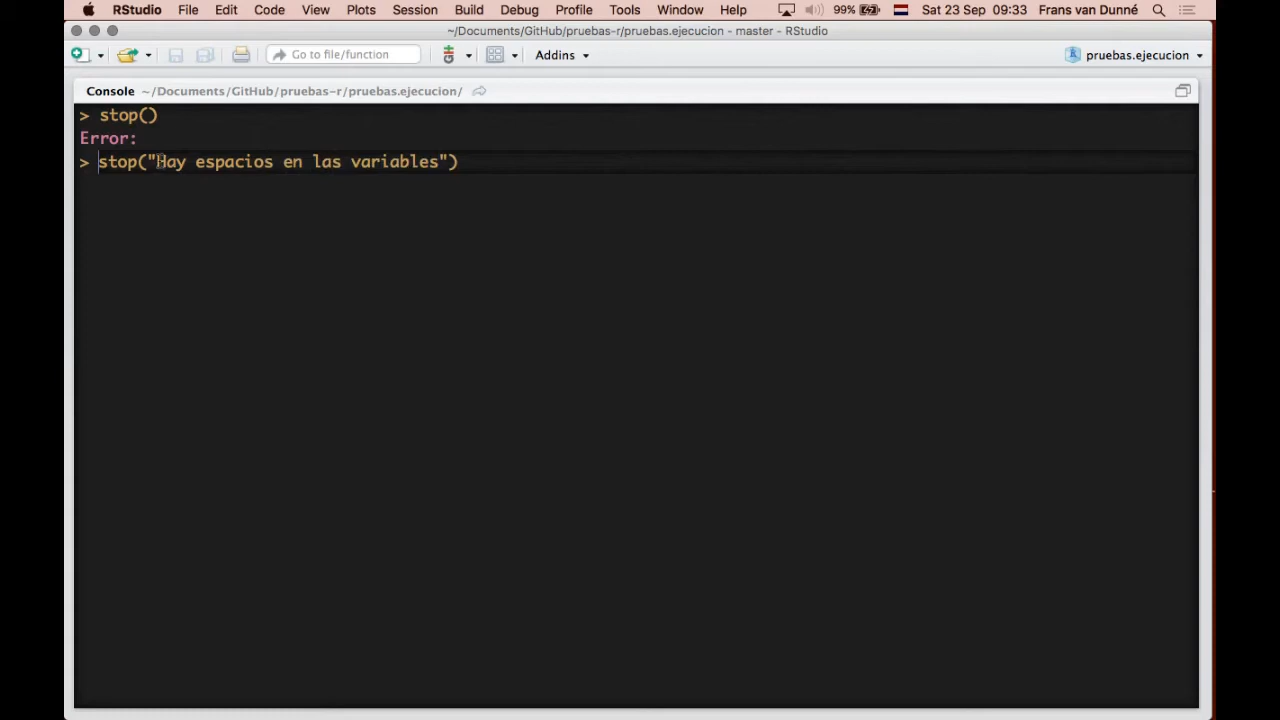 RStudio File Edit Code View Plots Session Build Debug Profile Tools Window Help 99% Sat 23 Sep 09:33 Frans van Dunné
~/Documents/GitHub/pruebas-r/pruebas.ejecucion - master - RStudio
Go to file/function Addins pruebas.ejecucion
Console ~/Documents/GitHub/pruebas-r/pruebas.ejecucion/
> stop()
Error:
> stop("Hay espacios en las variables")